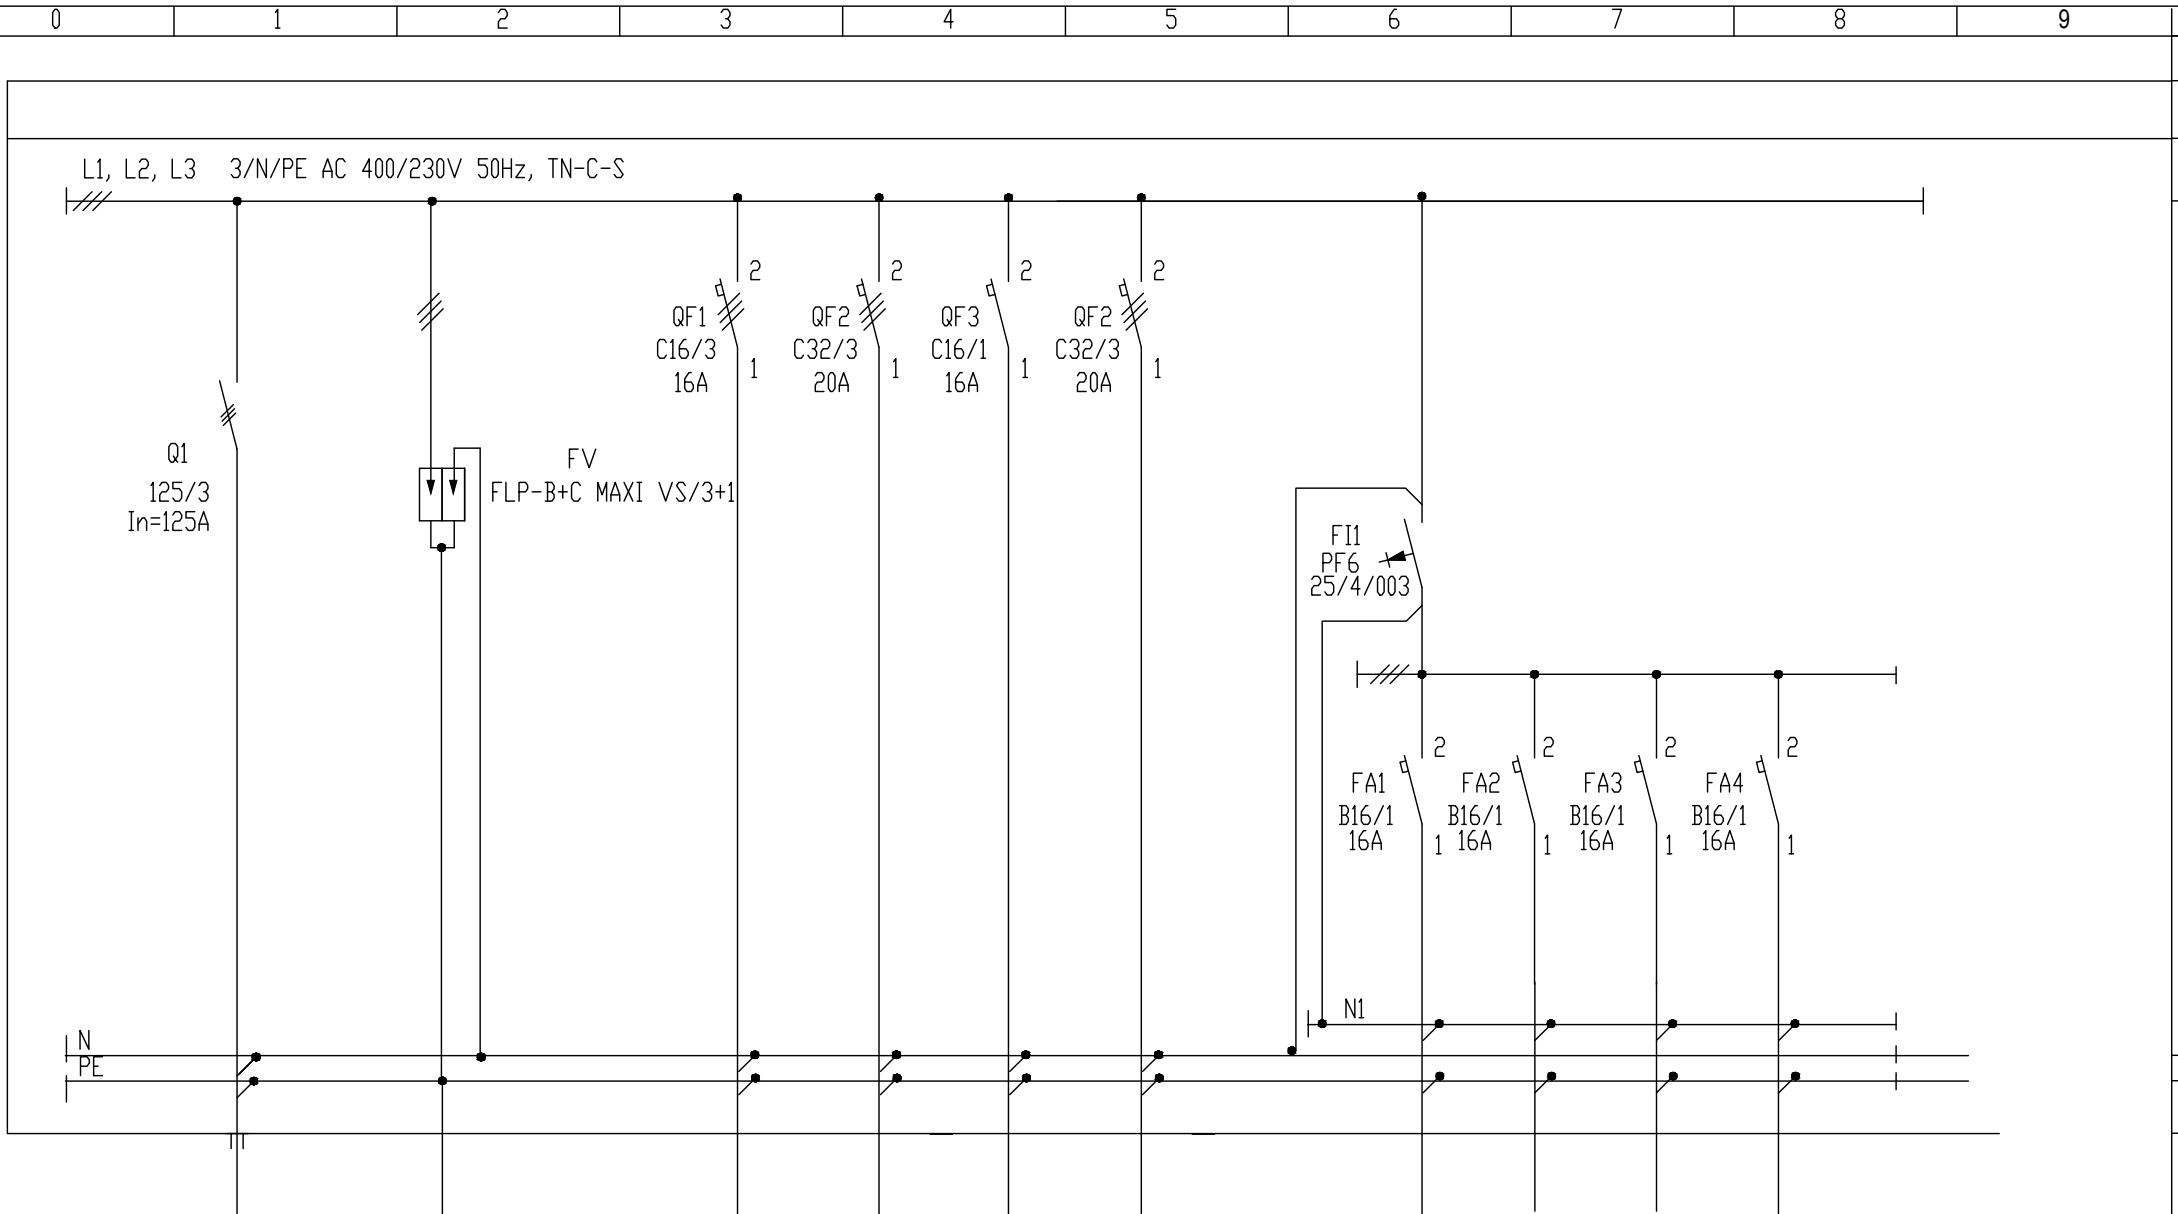 0 1 2 3 4 5 6 7 8 9
L1, L2, L3 3/N/PE AC 400/230V 50Hz, TN-C-S
2 2 2 2
QF1 QF2 QF3 QF2
C16/3 C32/3 C16/1 C32/3
1 1 1 1
16A 20A 16A 20A
Q1
125/3
In=125A
FV
FLP-B+C MAXI VS/3+1
FI1
PF6
25/4/003
2 2 2 2
FA1 FA2 FA3 FA4
B16/1 B16/1 B16/1 B16/1
16A 16A 16A 16A
1 1 1 1
N1
N
PE